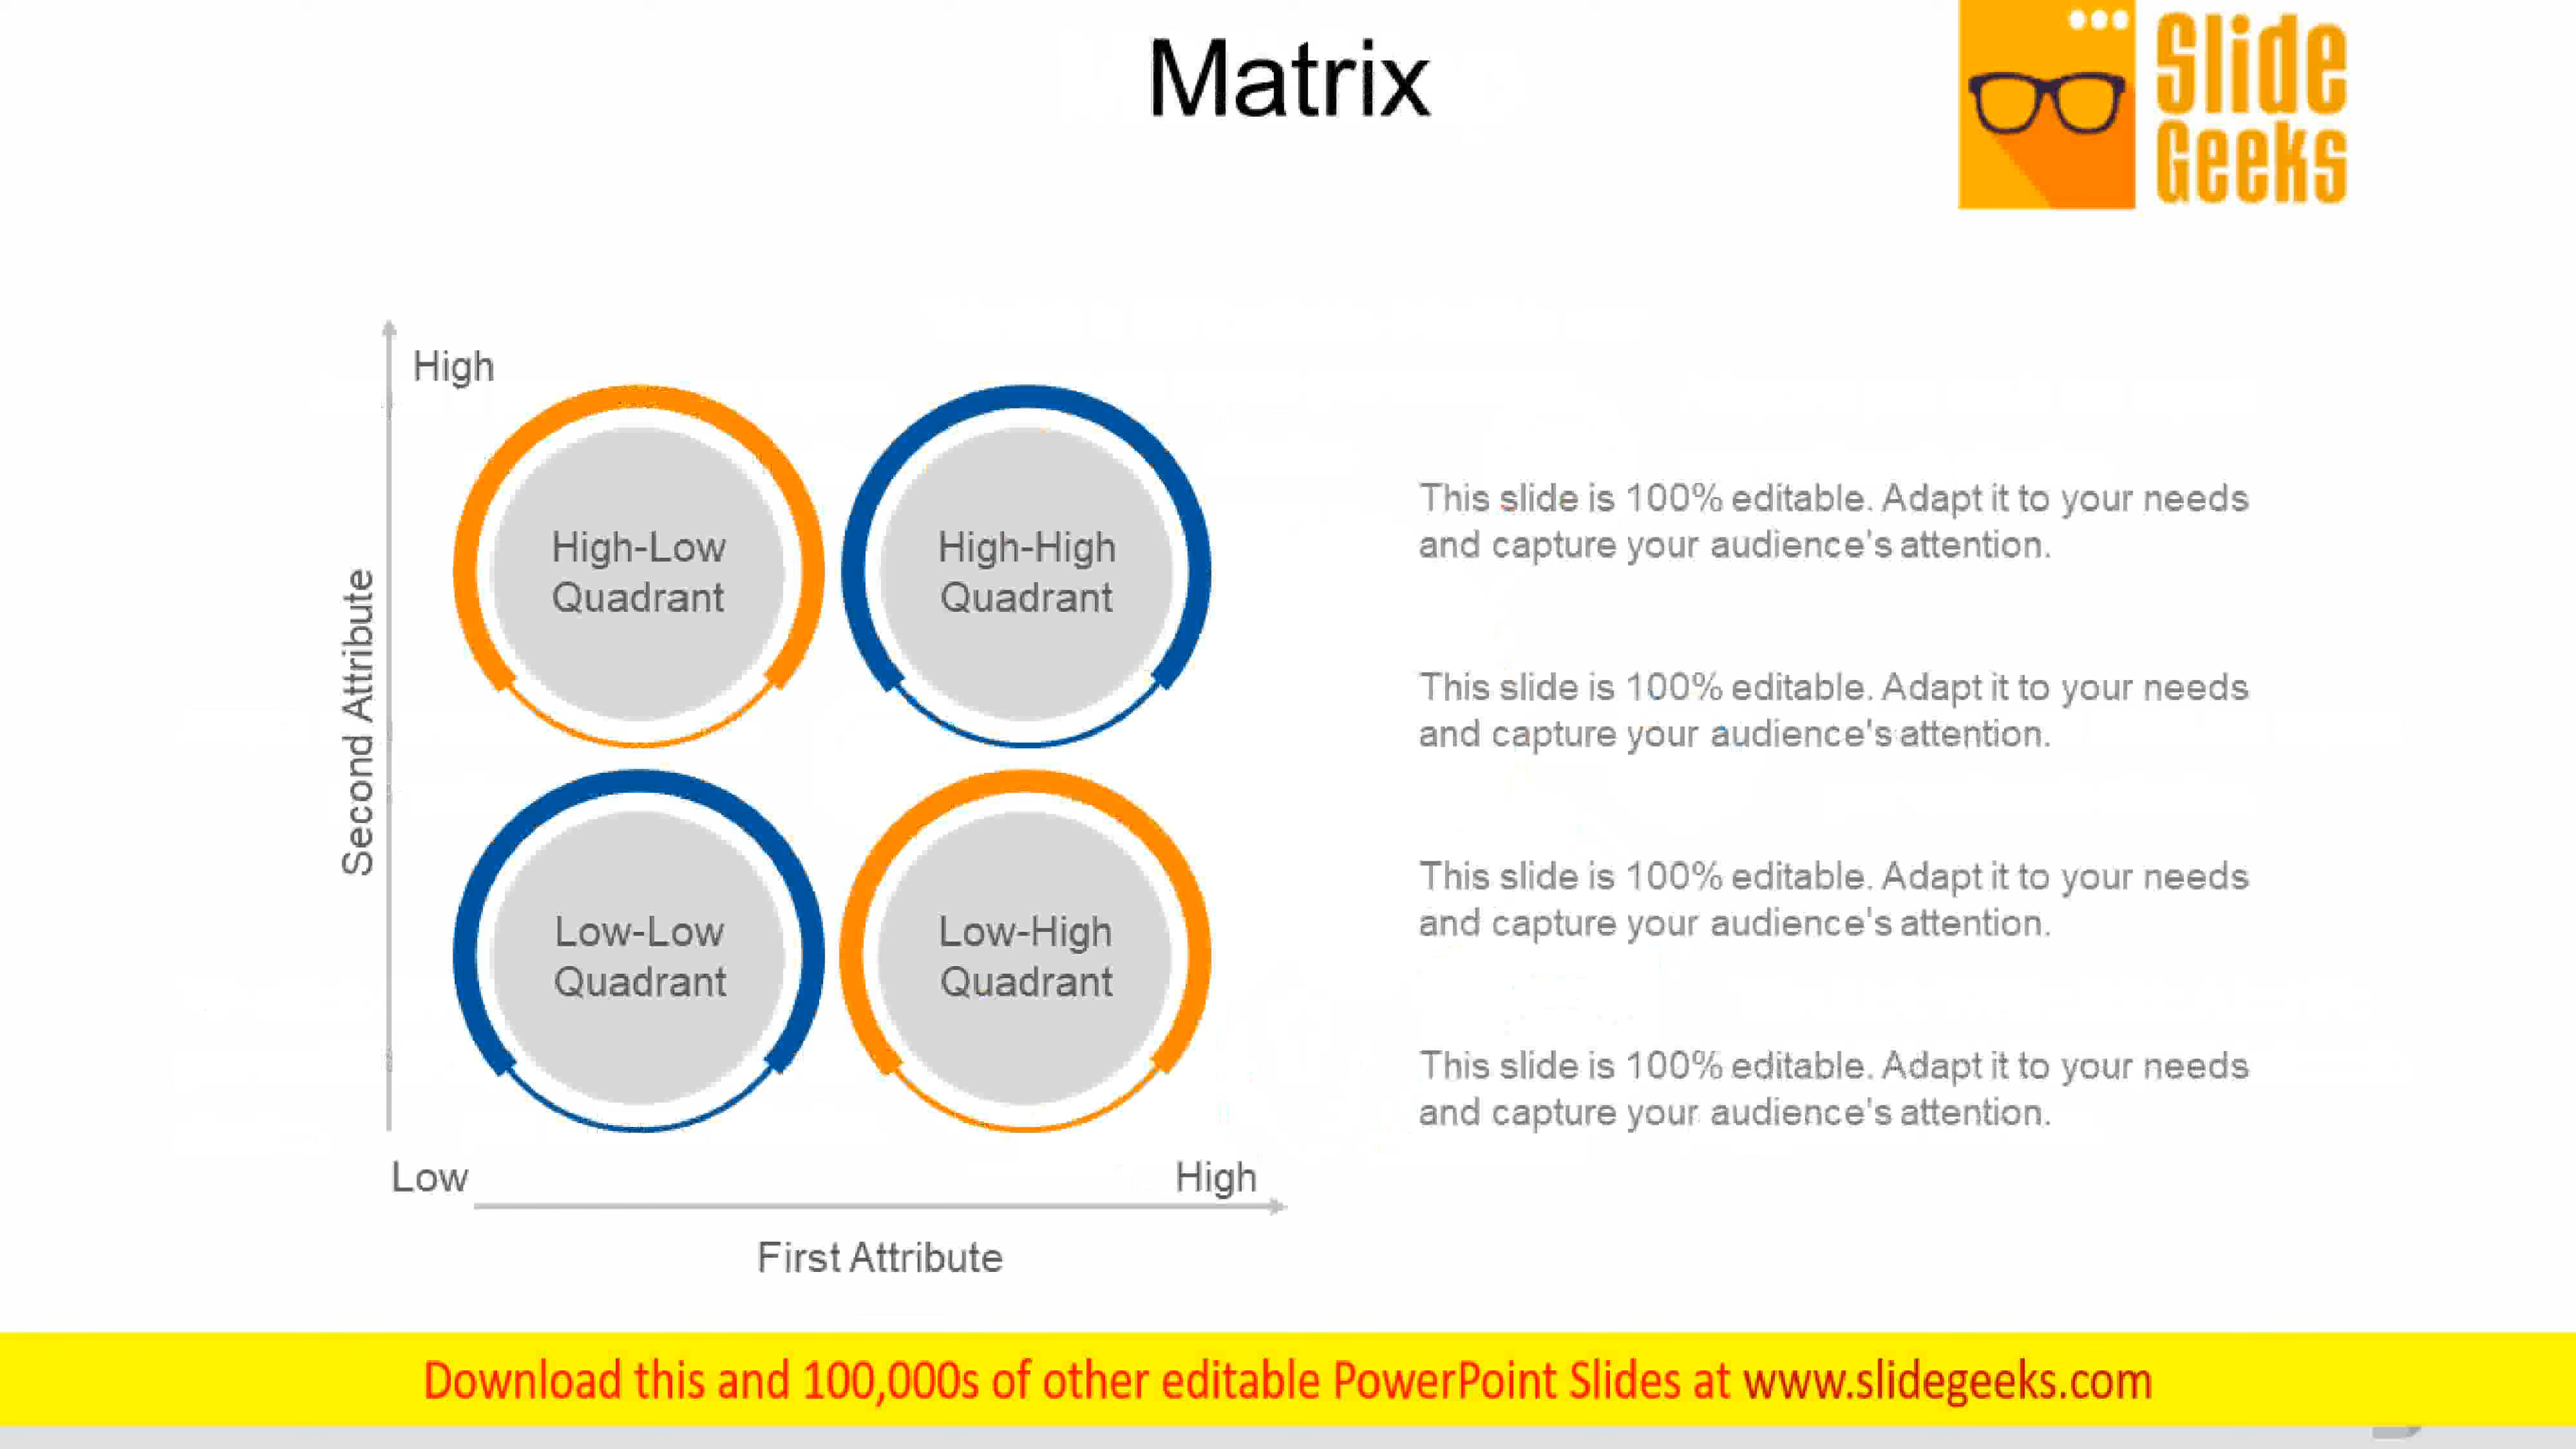 Matrix
Slide
Geeks
High
High-Low
Quadrant
High-High
Quadrant
Second Attribute
Low-Low
Quadrant
Low-High
Quadrant
Low
High
First Attribute
This slide is 100% editable. Adapt it to your needs
and capture your audience's attention.
This slide is 100% editable. Adapt it to your needs
and capture your audience's attention.
This slide is 100% editable. Adapt it to your needs
and capture your audience's attention.
This slide is 100% editable. Adapt it to your needs
and capture your audience's attention.
Download this and 100,000s of other editable PowerPoint Slides at www.slidegeeks.com